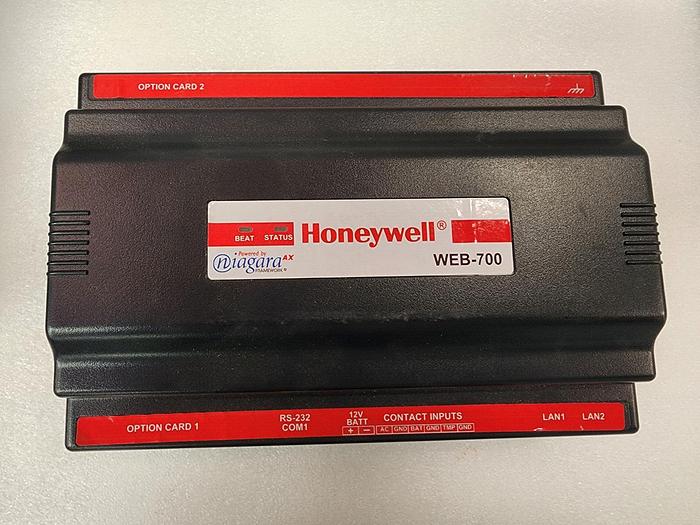 OPTION CARD 2
BEAT STATUS
Honeywell®
Powered by
niagara AX
FRAMEWORK®
WEB-700
OPTION CARD 1
RS-232
COM1
12V
BATT
+ −
CONTACT INPUTS
AC GND BAT GND TMP GND
LAN1 LAN2